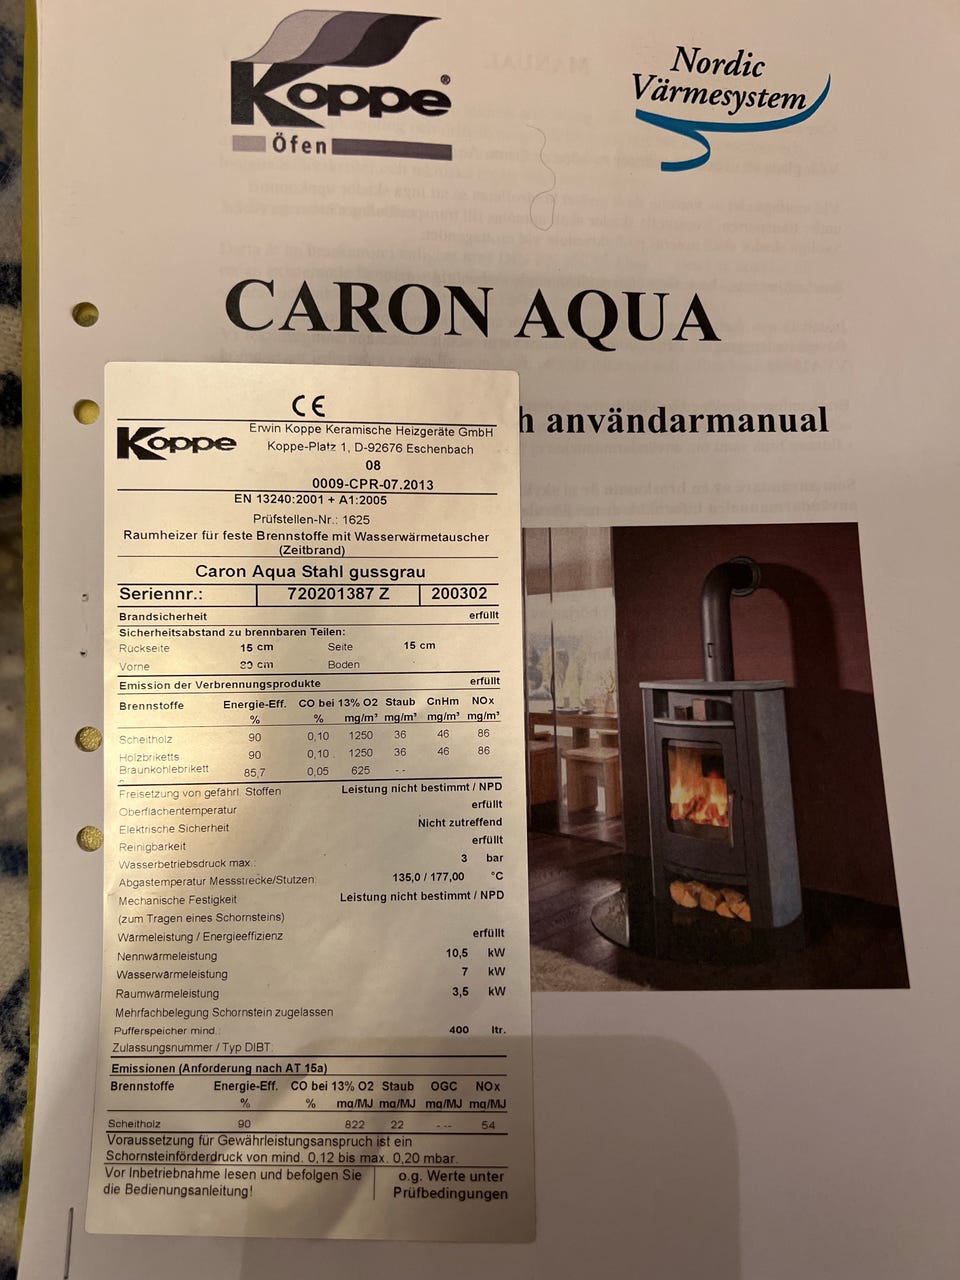 Koppe®
Öfen
Nordic
Värmesystem
CARON AQUA
h användarmanual
CE
Koppe
Erwin Koppe Keramische Heizgeräte GmbH
Koppe-Platz 1, D-92676 Eschenbach
08
0009-CPR-07.2013
EN 13240:2001 + A1:2005
Prüfstellen-Nr.: 1625
Raumheizer für feste Brennstoffe mit Wasserwärmetauscher
(Zeitbrand)
Caron Aqua Stahl gussgrau
Seriennr.: 720201387 Z 200302
Brandsicherheit erfüllt
Sicherheitsabstand zu brennbaren Teilen:
Rückseite 15 cm Seite 15 cm
Vorne cm Boden
Emission der Verbrennungsprodukte erfüllt
Brennstoffe Energie-Eff. CO bei 13% O2 Staub CnHm NOx
% % mg/m³ mg/m³ mg/m³ mg/m³
Scheitholz 90 0,10 1250 36 46 86
Holzbriketts 90 0,10 1250 36 46 86
Braunkohlebrikett 85,7 0,05 625 - -
Freisetzung von gefährl. Stoffen Leistung nicht bestimmt / NPD
Oberflächentemperatur erfüllt
Elektrische Sicherheit Nicht zutreffend
Reinigbarkeit erfüllt
Wasserbetriebsdruck max.: 3 bar
Abgastemperatur Messstrecke/Stutzen: 135,0 / 177,00 °C
Mechanische Festigkeit Leistung nicht bestimmt / NPD
(zum Tragen eines Schornsteins)
Wärmeleistung / Energieeffizienz erfüllt
Nennwärmeleistung 10,5 kW
Wasserwärmeleistung 7 kW
Raumwärmeleistung 3,5 kW
Mehrfachbelegung Schornstein zugelassen
Pufferspeicher mind.: 400 ltr.
Zulassungsnummer / Typ DIBT:
Emissionen (Anforderung nach AT 15a)
Brennstoffe Energie-Eff. CO bei 13% O2 Staub OGC NOx
% % mg/MJ mg/MJ mg/MJ mg/MJ
Scheitholz 90 822 22 - - - 54
Voraussetzung für Gewährleistungsanspruch ist ein
Schornsteinförderdruck von mind. 0,12 bis max. 0,20 mbar.
Vor Inbetriebnahme lesen und befolgen Sie
die Bedienungsanleitung!
o.g. Werte unter
Prüfbedingungen